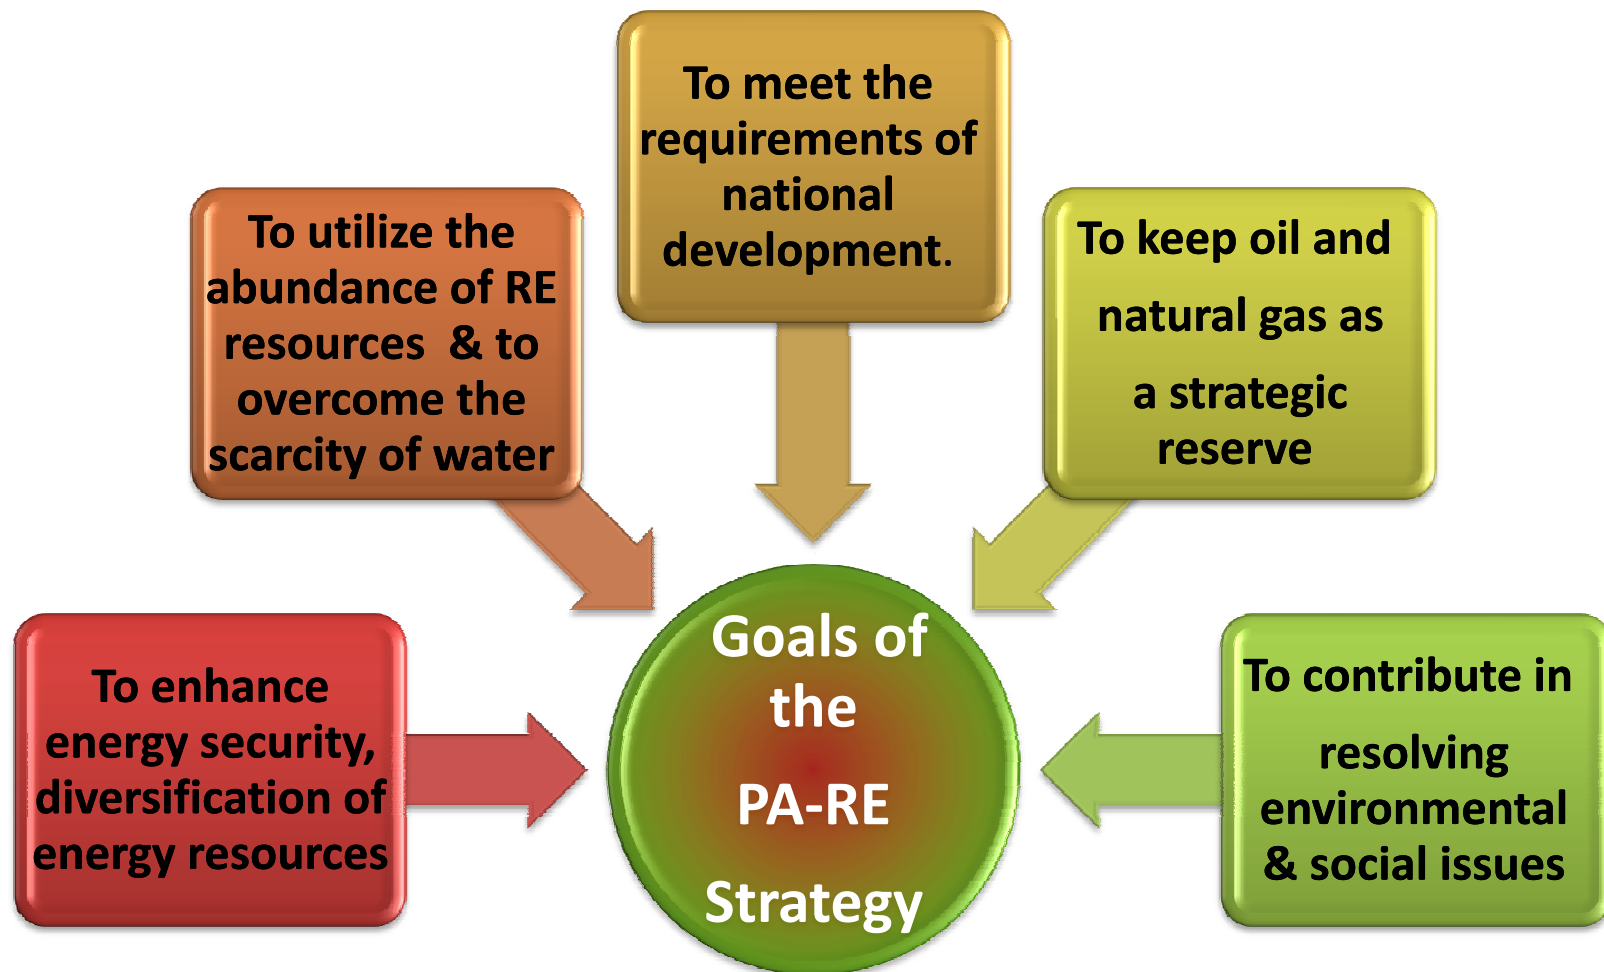 To meet the
requirements of
national
development.
To utilize the
abundance of RE
resources & to
overcome the
scarcity of water
To keep oil and
natural gas as
a strategic
reserve
To enhance
energy security,
diversification of
energy resources
Goals of
the
PA-RE
Strategy
To contribute in
resolving
environmental
& social issues